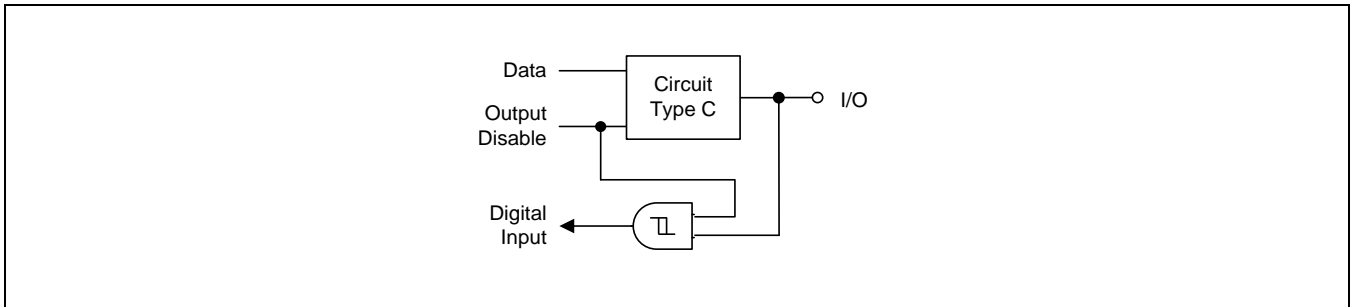 Data
Output
Disable
Circuit
Type C
I/O
Digital
Input